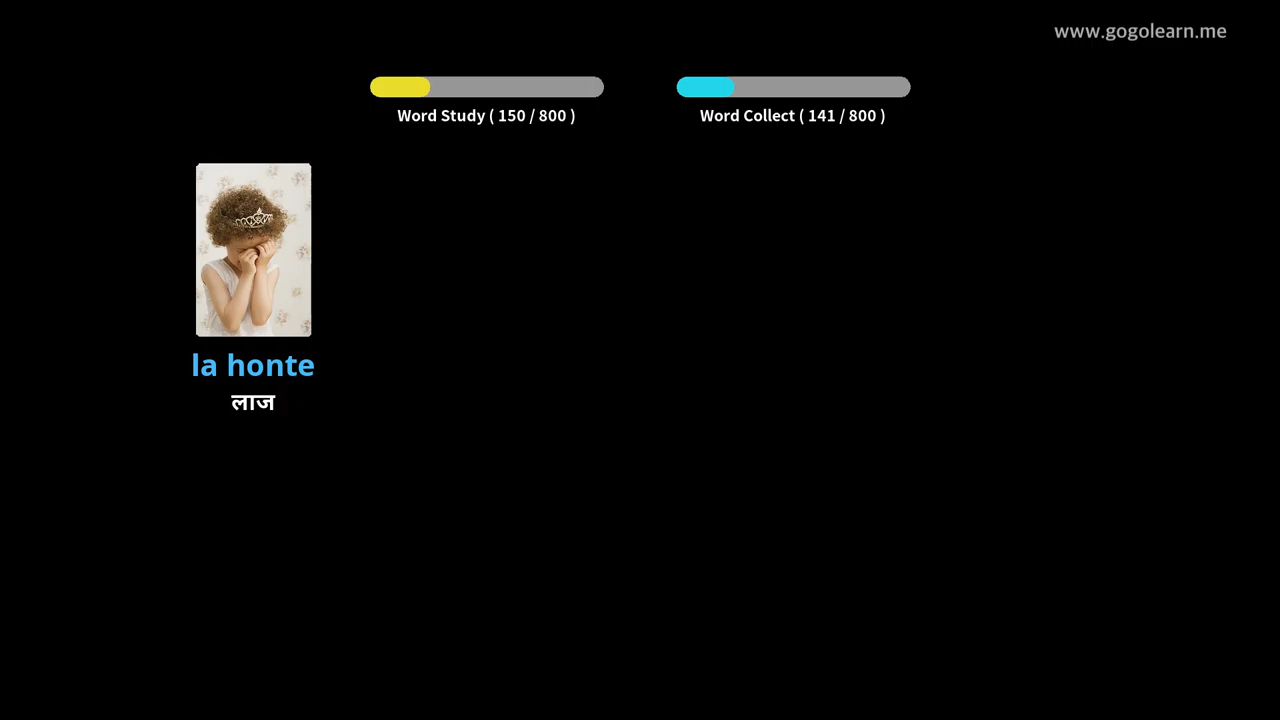 www.gogolearn.me
Word Study ( 150 / 800 )
Word Collect ( 141 / 800 )
la honte
लाज